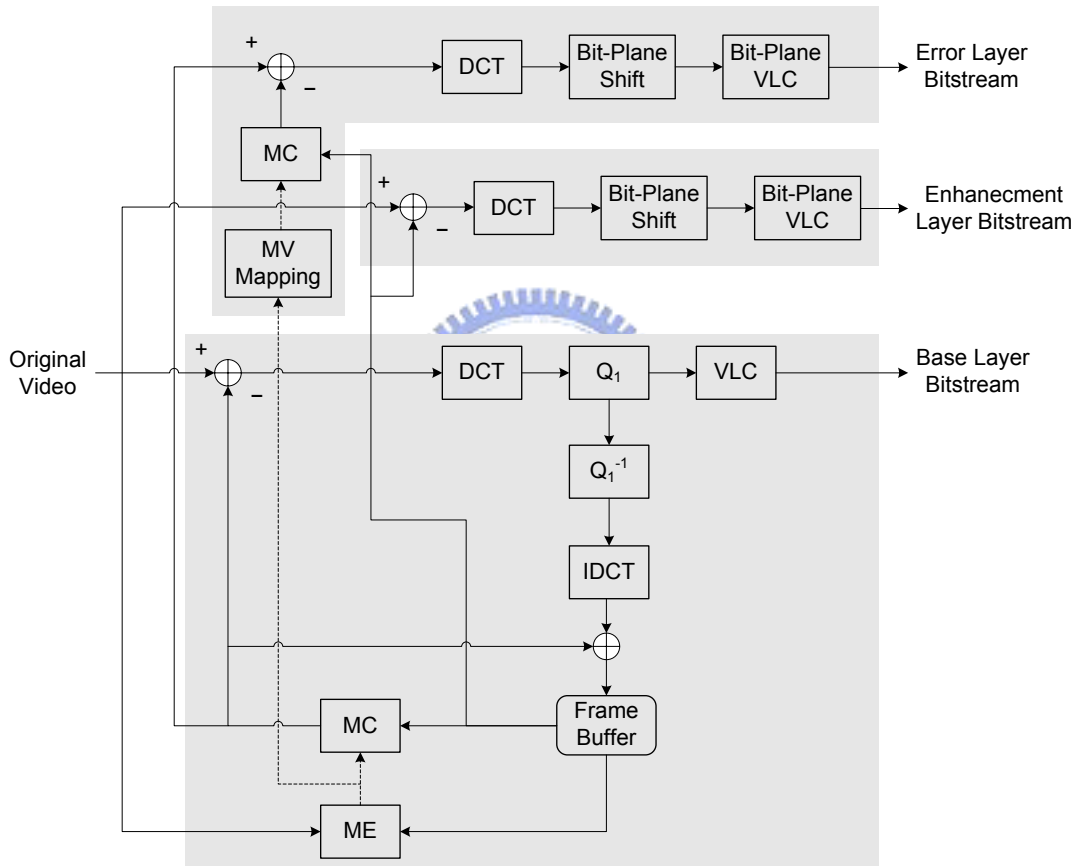 +
−
DCT
Bit-Plane
Shift
Bit-Plane
VLC
Error Layer
Bitstream
MC
+
−
DCT
Bit-Plane
Shift
Bit-Plane
VLC
Enhanecment
Layer Bitstream
MV
Mapping
Original
Video
+
−
DCT
Q₁
VLC
Base Layer
Bitstream
Q₁⁻¹
IDCT
MC
Frame
Buffer
ME